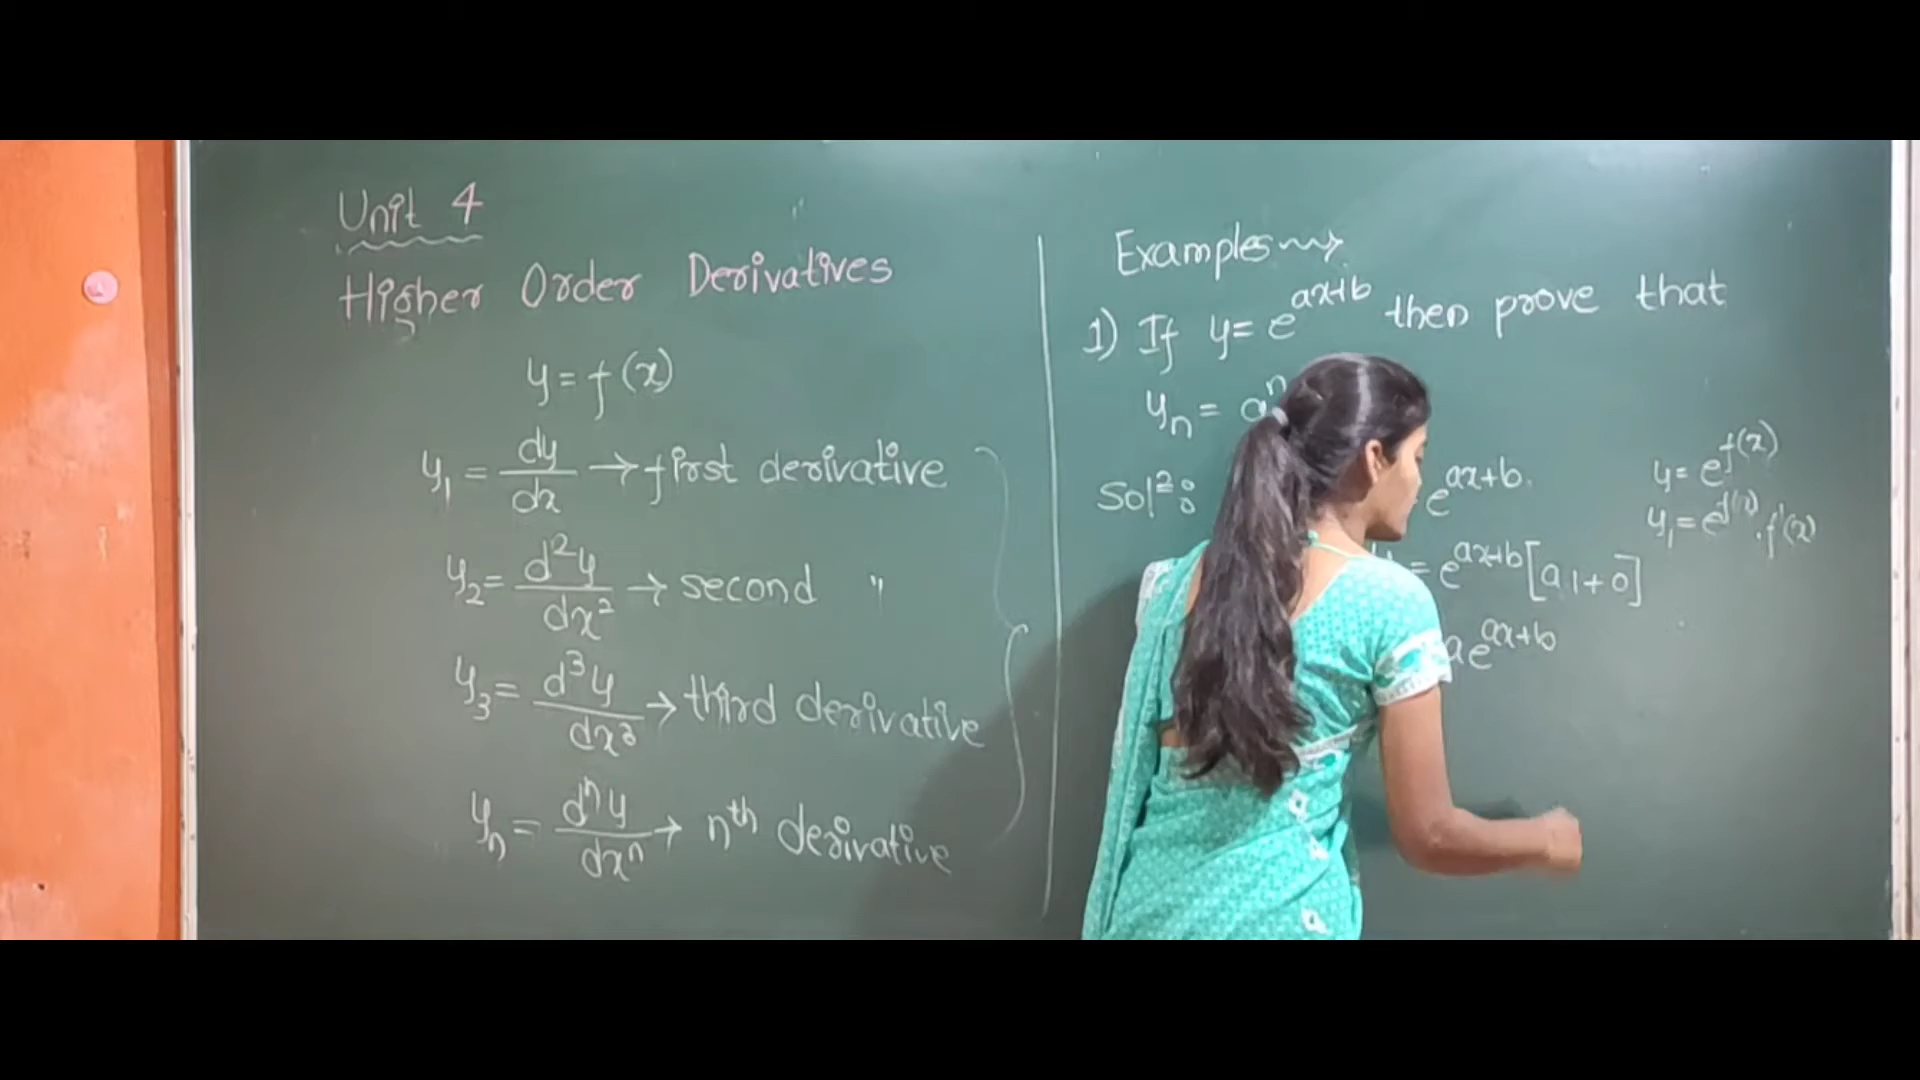 Unit 4
Higher Order Derivatives
y = f(x)
y₁ = dy/dx → first derivative
y₂ = d²y/dx² → second "
y₃ = d³y/dx³ → third derivative
yₙ = dⁿy/dxⁿ → nth derivative
Examples
1) If y = e^(ax+b) then prove that
yₙ = aⁿ
Solⁿ: e^(ax+b).
= e^(ax+b) [a.1+0]
ae^(ax+b)
y = e^f(x)
y₁ = e^f(x) . f'(x)